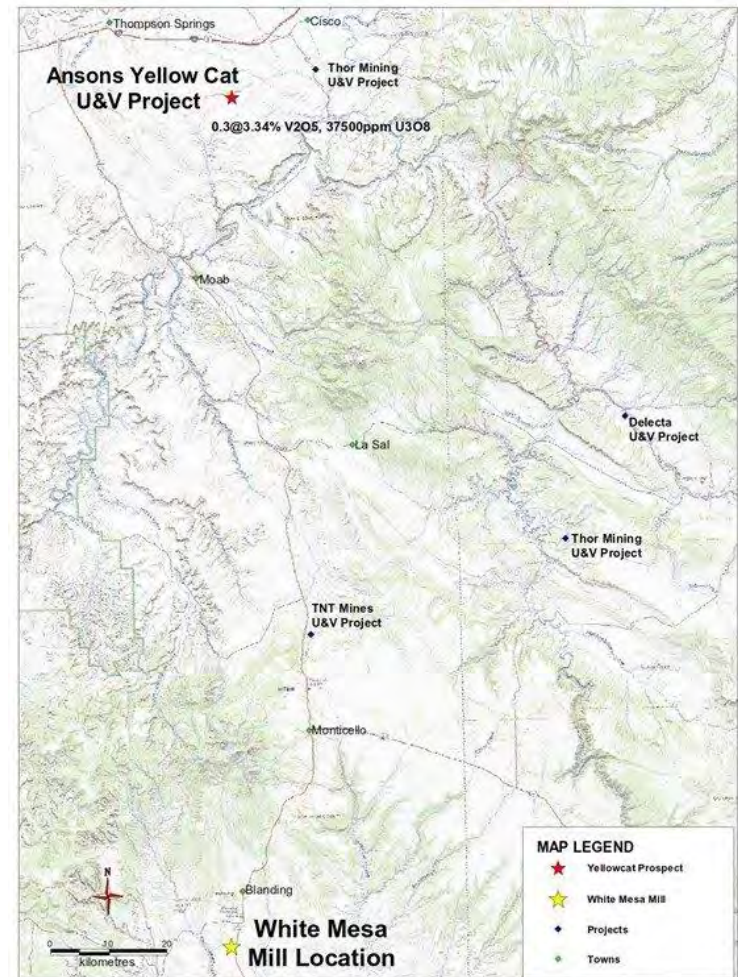 Thompson Springs
Cisco
Ansons Yellow Cat
U&V Project
Thor Mining
U&V Project
0.3@3.34% V2O5, 37500ppm U3O8
Moab
Delecta
U&V Project
La Sal
Thor Mining
U&V Project
TNT Mines
U&V Project
Monticello
Blanding
White Mesa
Mill Location
N
0 10 20
kilometres
MAP LEGEND
Yellowcat Prospect
White Mesa Mill
Projects
Towns